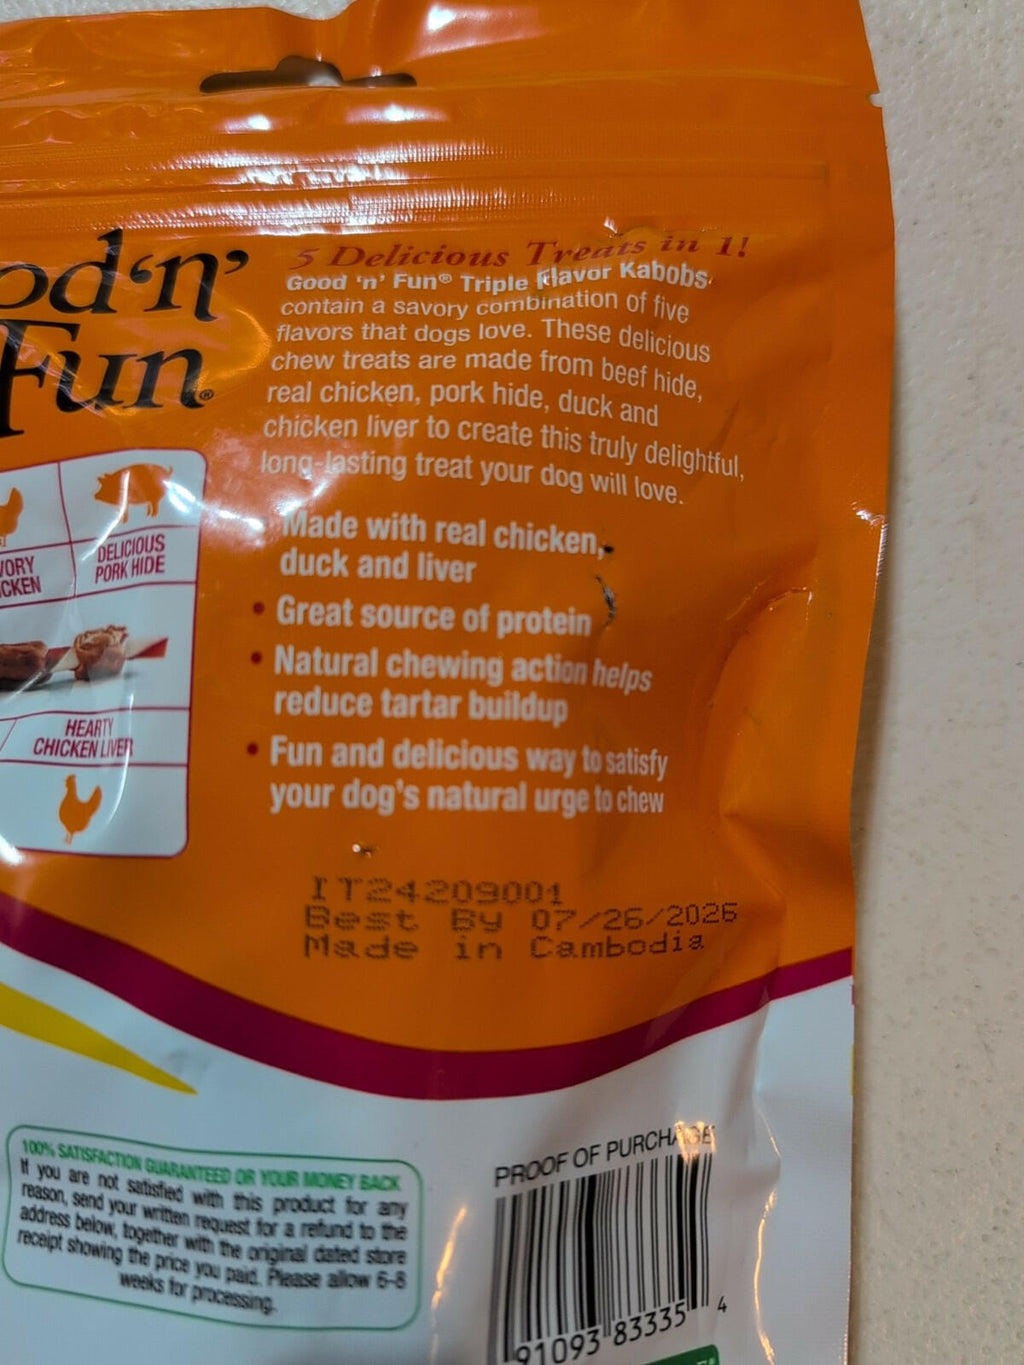 od‘n’
Fun®
5 Delicious Treats in 1!
Good 'n' Fun® Triple Flavor Kabobs
contain a savory combination of five
flavors that dogs love. These delicious
chew treats are made from beef hide,
real chicken, pork hide, duck and
chicken liver to create this truly delightful,
long-lasting treat your dog will love.
• Made with real chicken,
duck and liver
• Great source of protein
• Natural chewing action helps
reduce tartar buildup
• Fun and delicious way to satisfy
your dog's natural urge to chew
VORY
CKEN
DELICIOUS
PORK HIDE
HEARTY
CHICKEN LIVER
IT24209001
Best By 07/26/2026
Made in Cambodia
100% SATISFACTION GUARANTEED OR YOUR MONEY BACK
If you are not satisfied with this product for any
reason, send your written request for a refund to the
address below, together with the original dated store
receipt showing the price you paid. Please allow 6-8
weeks for processing.
PROOF OF PURCHASE
91093 83335 4